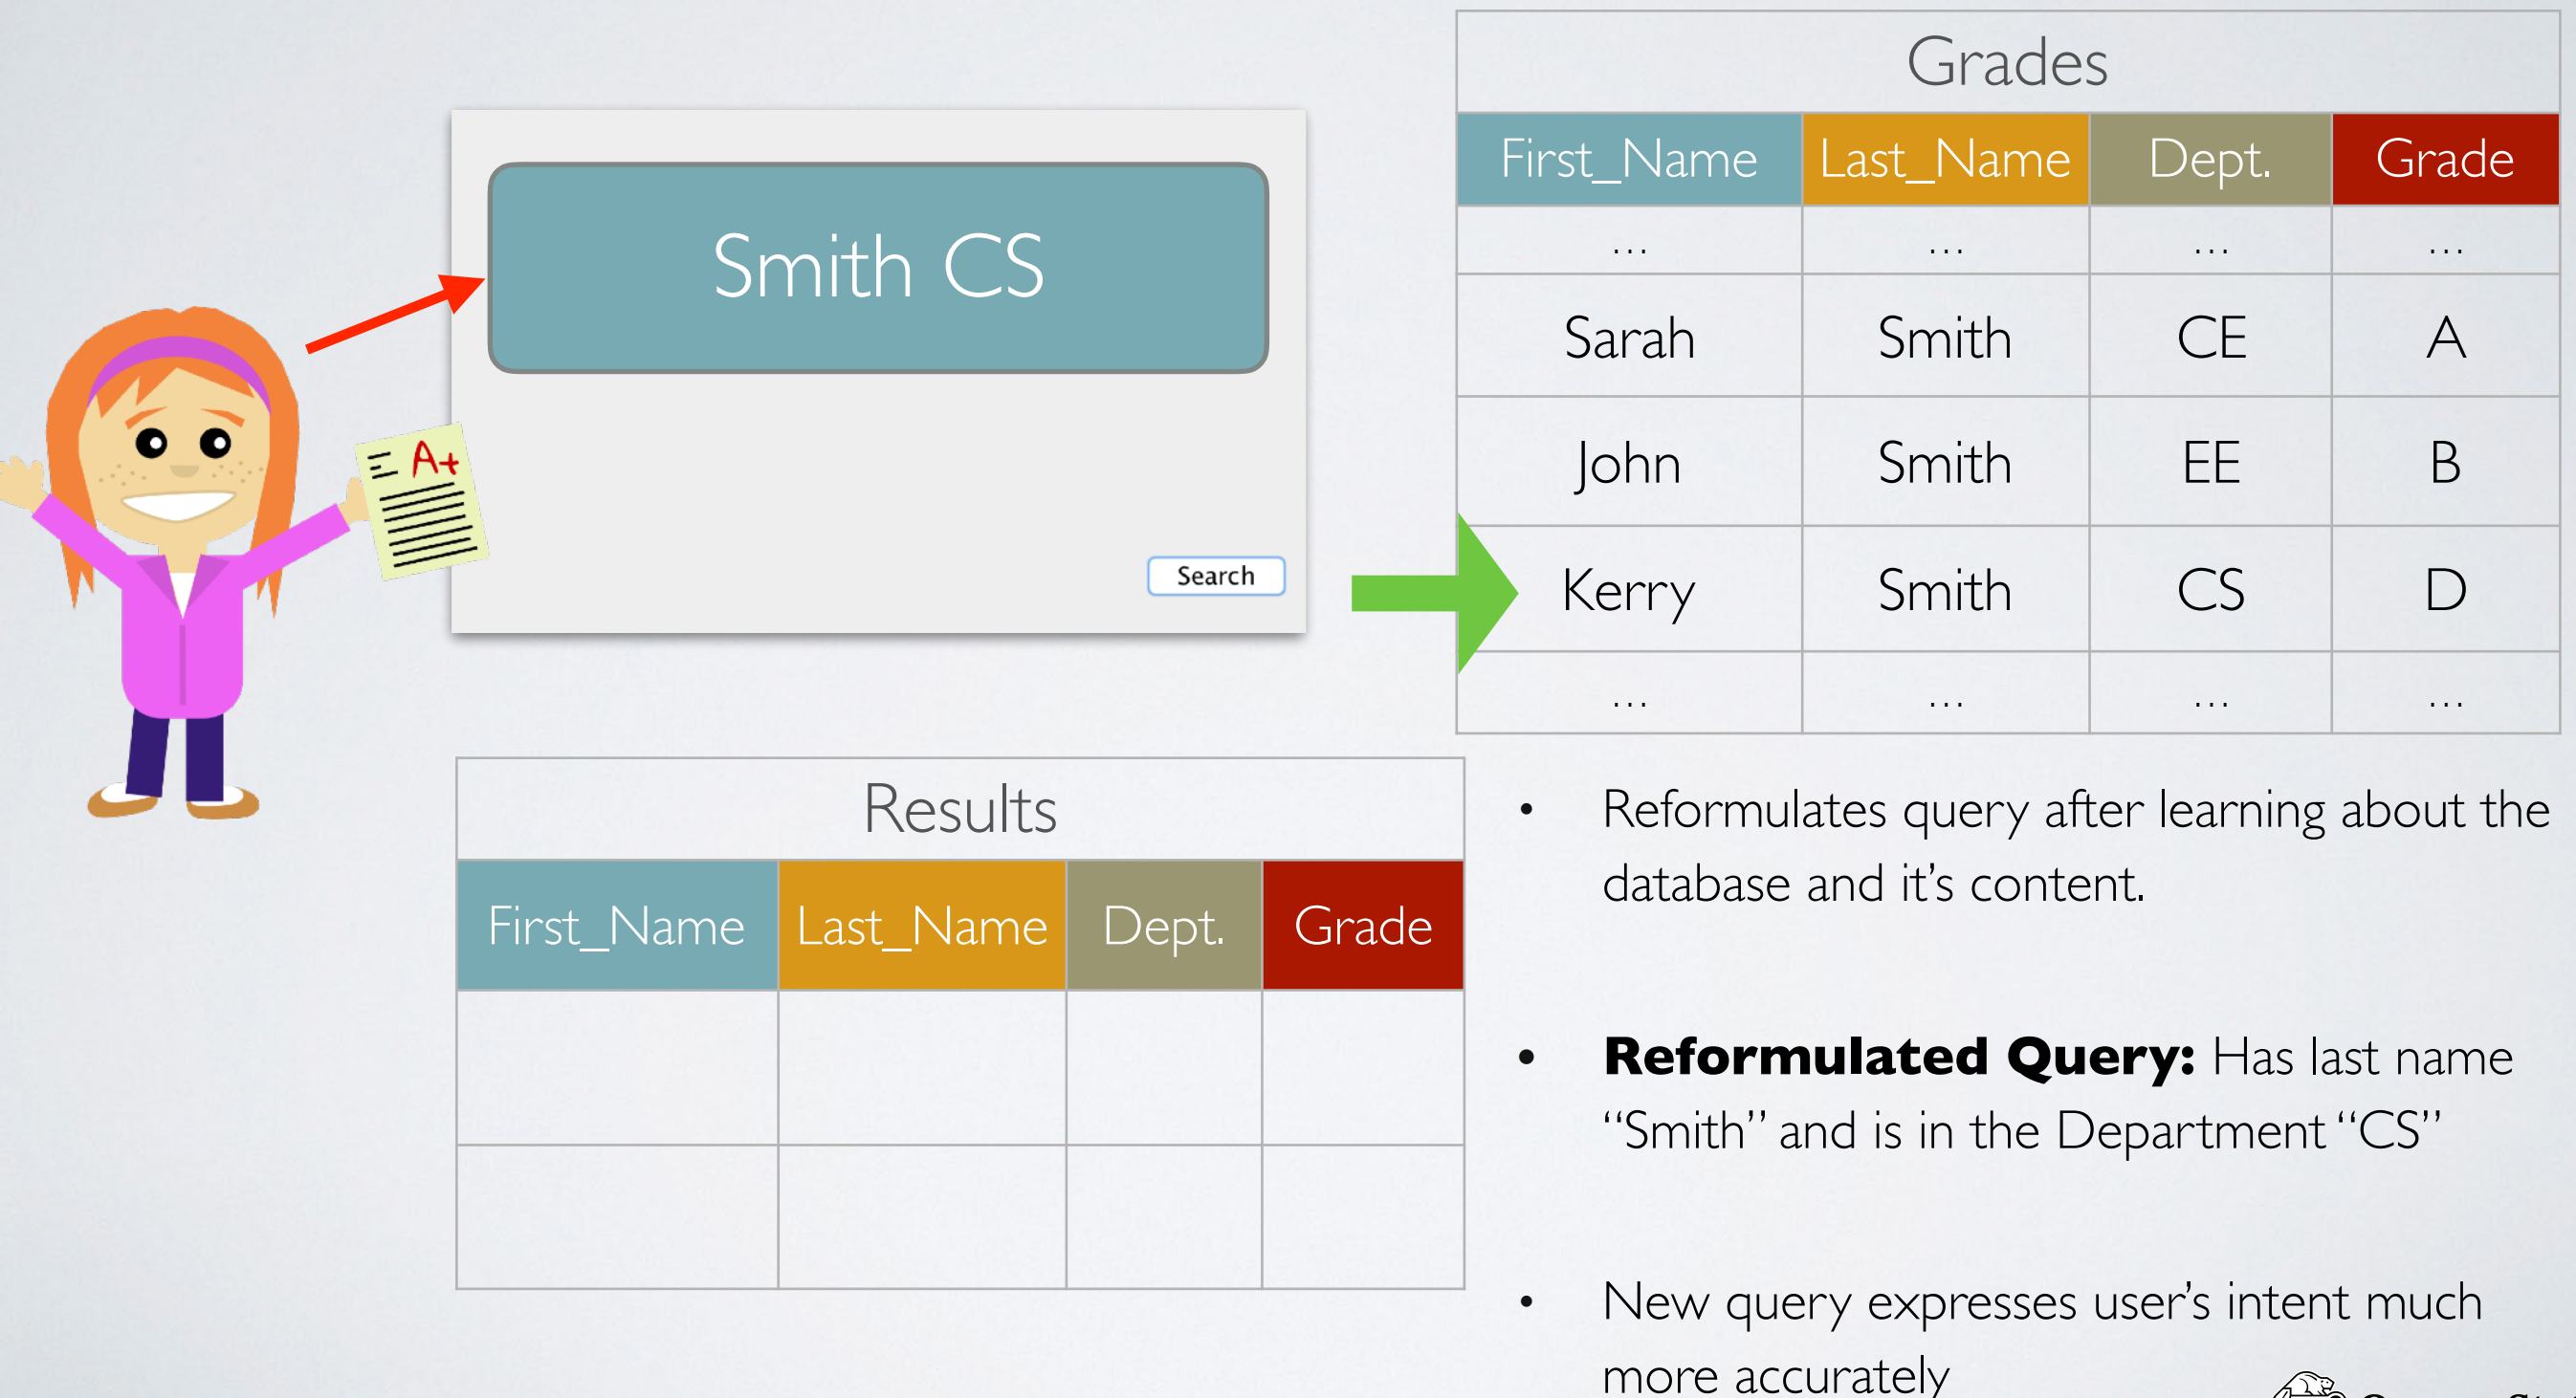 Smith CS
Search
A+
Grades
First_Name Last_Name Dept. Grade
... ... ... ...
Sarah Smith CE A
John Smith EE B
Kerry Smith CS D
... ... ... ...
Results
First_Name Last_Name Dept. Grade
• Reformulates query after learning about the
database and it’s content.
• Reformulated Query: Has last name
“Smith” and is in the Department “CS”
• New query expresses user’s intent much
more accurately